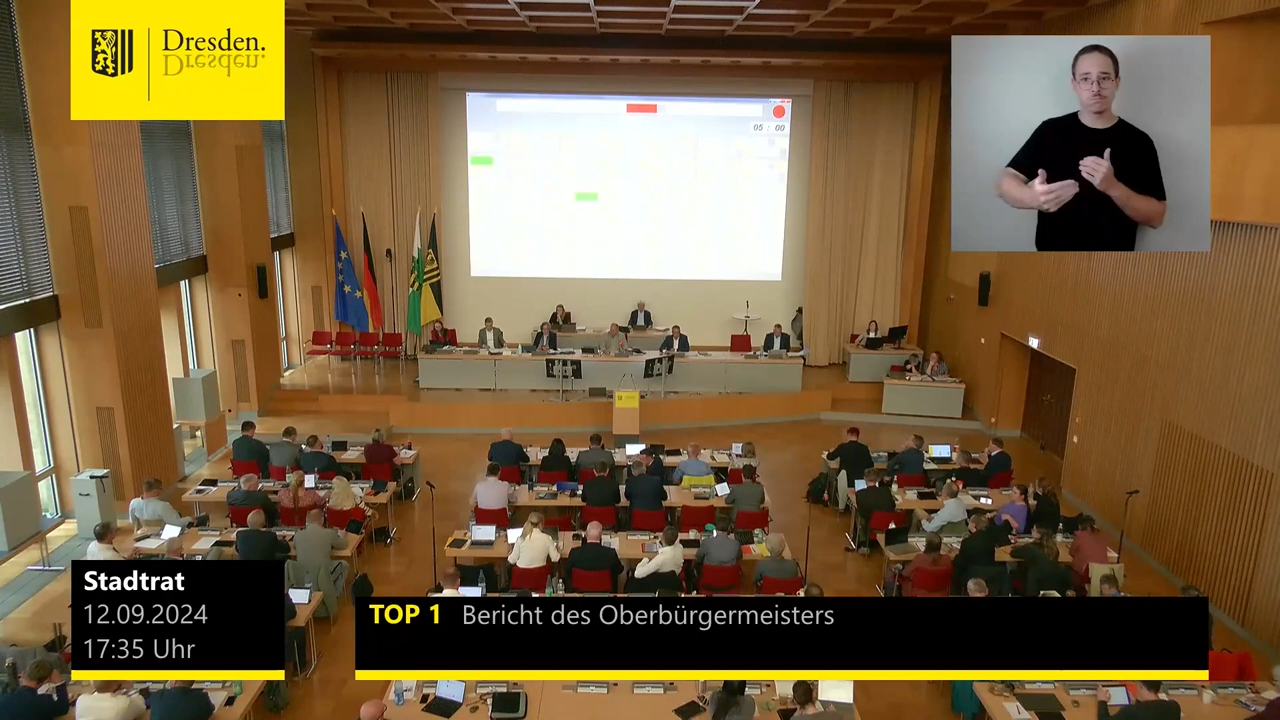 Dresden.
Dresden.
05 : 00
Stadtrat
12.09.2024
17:35 Uhr
TOP 1 Bericht des Oberbürgermeisters